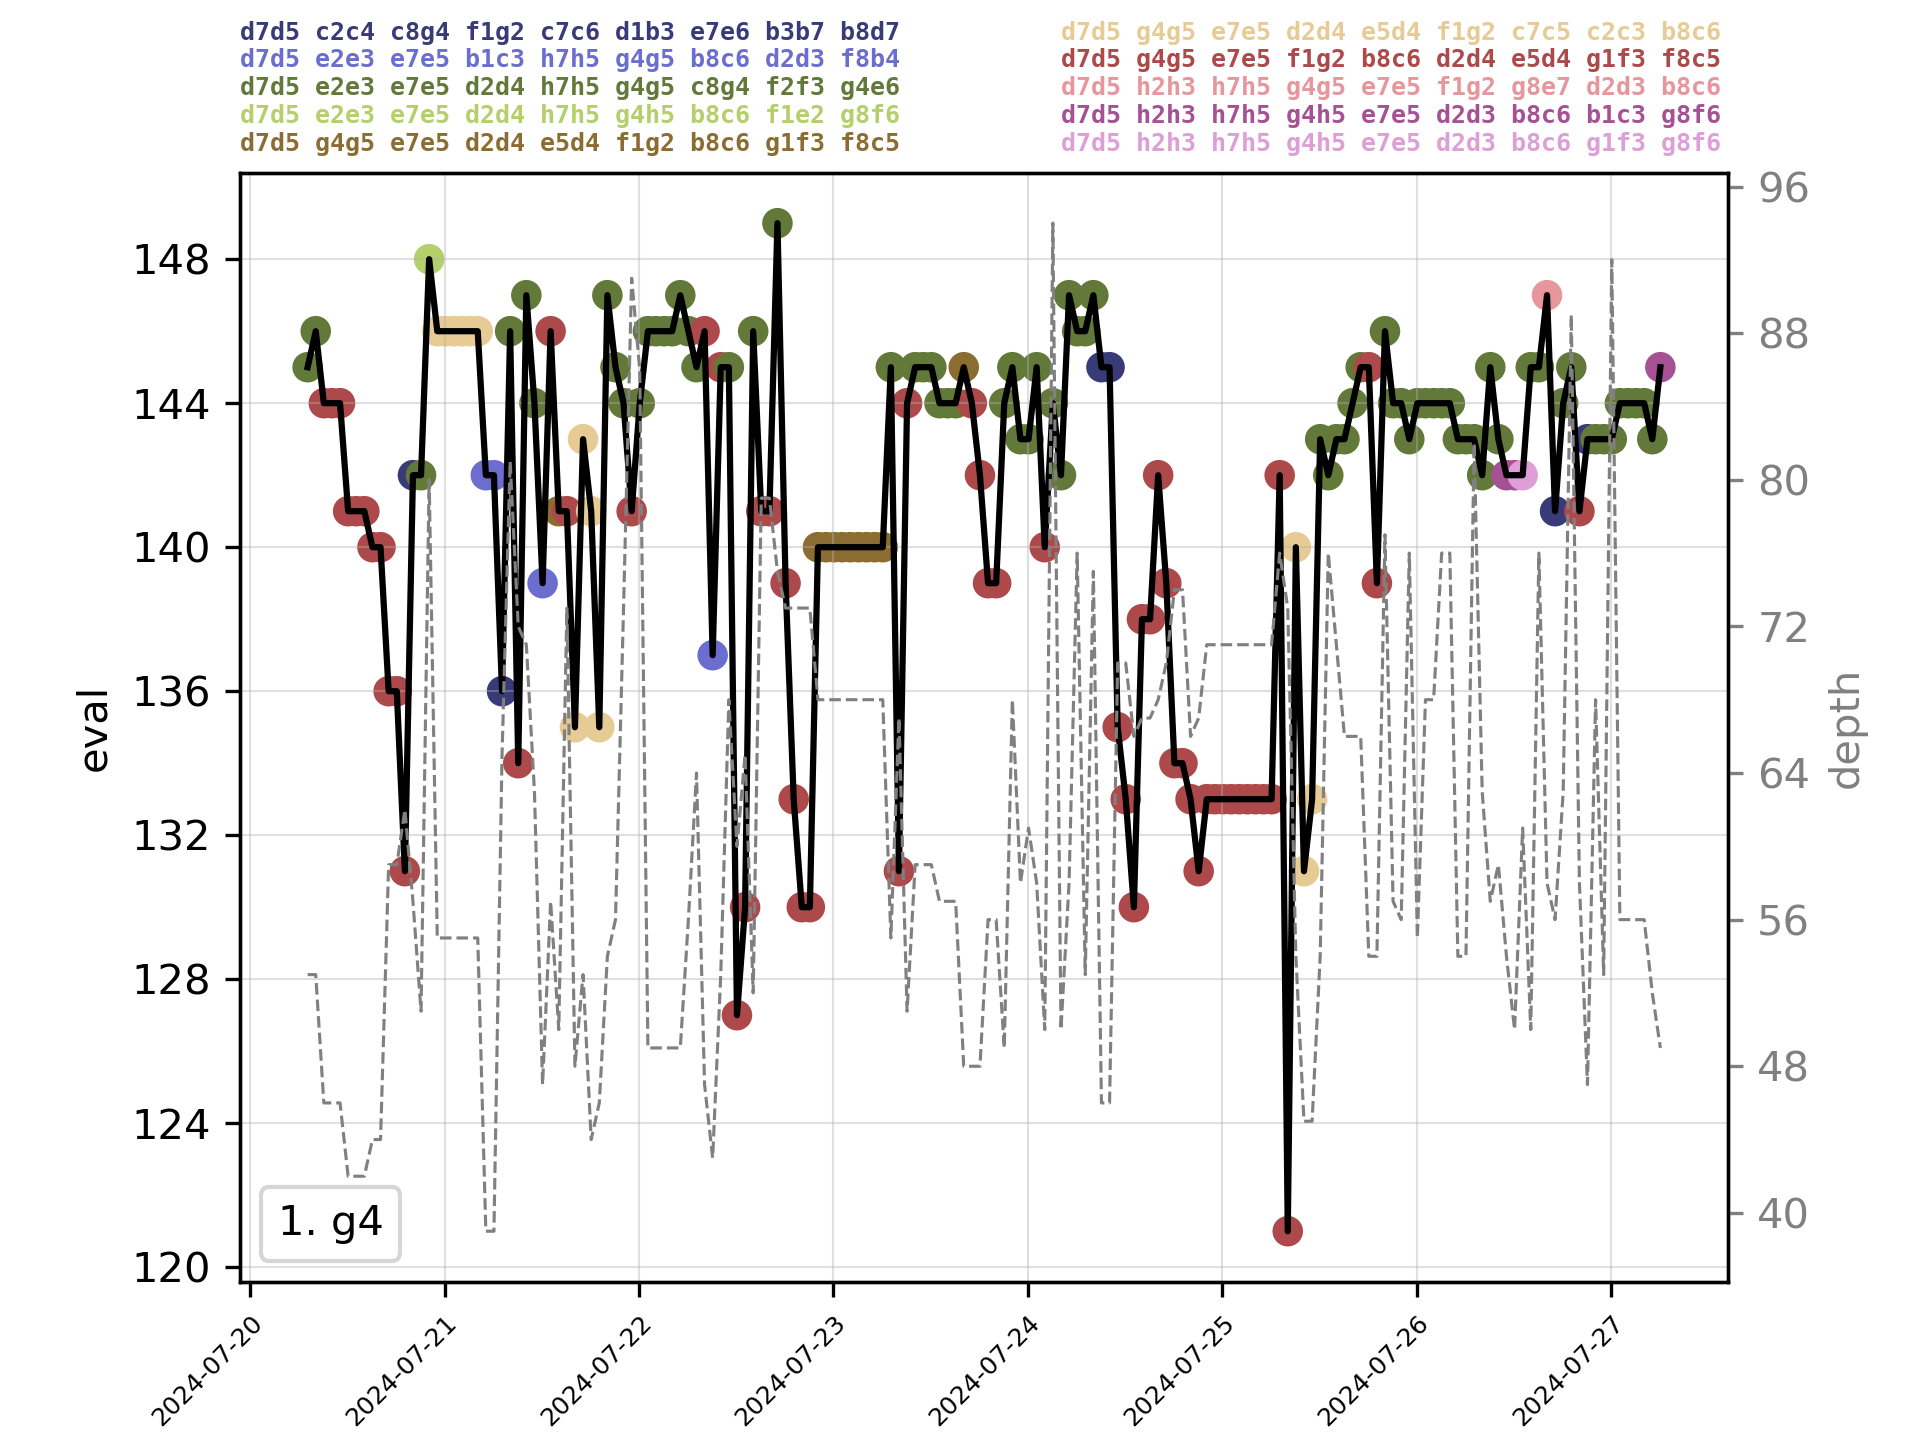 d7d5 c2c4 c8g4 f1g2 c7c6 d1b3 e7e6 b3b7 b8d7
d7d5 e2e3 e7e5 b1c3 h7h5 g4g5 b8c6 d2d3 f8b4
d7d5 e2e3 e7e5 d2d4 h7h5 g4g5 c8g4 f2f3 g4e6
d7d5 e2e3 e7e5 d2d4 h7h5 g4h5 b8c6 f1e2 g8f6
d7d5 g4g5 e7e5 d2d4 e5d4 f1g2 b8c6 g1f3 f8c5
d7d5 g4g5 e7e5 d2d4 e5d4 f1g2 c7c5 c2c3 b8c6
d7d5 g4g5 e7e5 f1g2 b8c6 d2d4 e5d4 g1f3 f8c5
d7d5 h2h3 h7h5 g4g5 e7e5 f1g2 g8e7 d2d3 b8c6
d7d5 h2h3 h7h5 g4h5 e7e5 d2d3 b8c6 b1c3 g8f6
d7d5 h2h3 h7h5 g4h5 e7e5 d2d3 b8c6 g1f3 g8f6
eval
148
144
140
136
132
128
124
120
1. g4
96
88
80
72
64
56
48
40
depth
2024-07-20
2024-07-21
2024-07-22
2024-07-23
2024-07-24
2024-07-25
2024-07-26
2024-07-27